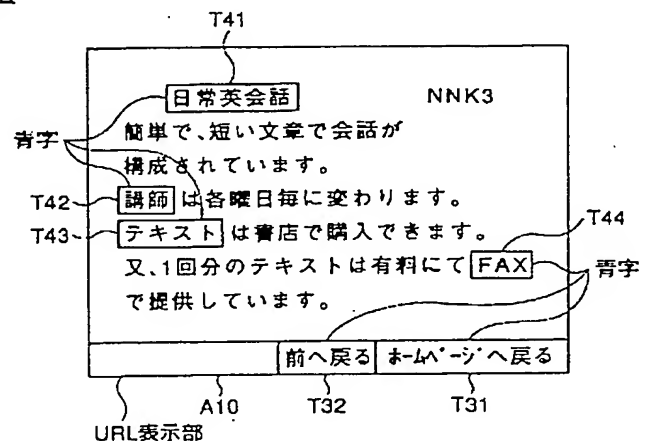 T41
日常英会話 NNK3
青字
簡単で、短い文章で会話が
構成されています。
T42 講師は各曜日毎に変わります。
T43 テキストは書店で購入できます。
T44
又、1回分のテキストは有料にてFAX
青字
で提供しています。
前へ戻る ホームページへ戻る
A10 T32 T31
URL表示部